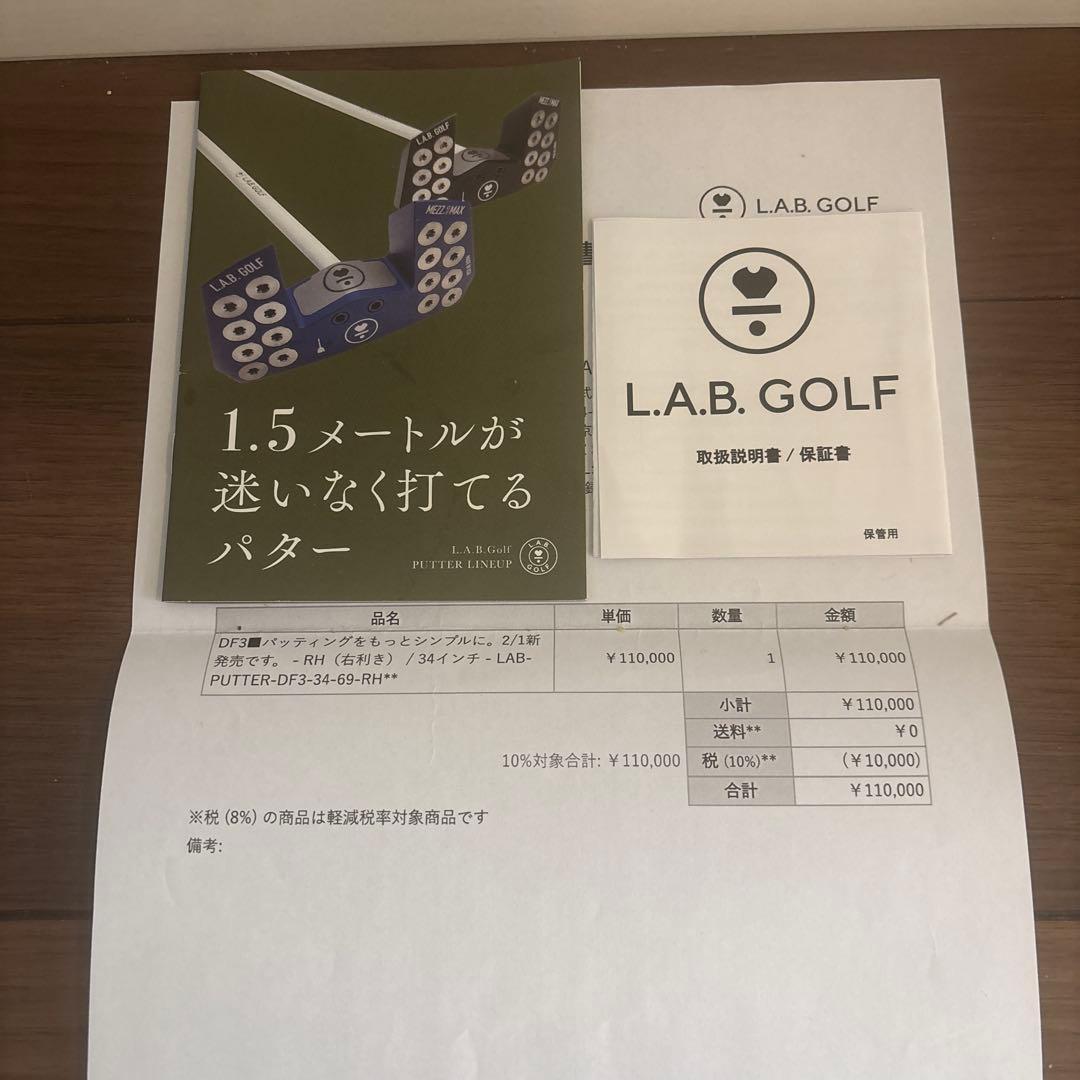 L.A.B. GOLF
MEZZ.1 MAX
L.A.B. GOLF
MEZZ.1 MAX
L.A.B. GOLF
1.5メートルが
迷いなく打てる
パター
L.A.B.Golf
PUTTER LINEUP
L.A.B.
GOLF
L.A.B. GOLF
L.A.B. GOLF
取扱説明書 / 保証書
保管用
品名 単価 数量 金額
DF3■パッティングをもっとシンプルに。2/1新 ¥110,000 1 ¥110,000
発売です。 - RH（右利き） / 34インチ - LAB-
PUTTER-DF3-34-69-RH**
小計 ¥110,000
送料** ¥0
10%対象合計: ¥110,000 税 (10%)** (¥10,000)
合計 ¥110,000
※税 (8%) の商品は軽減税率対象商品です
備考: